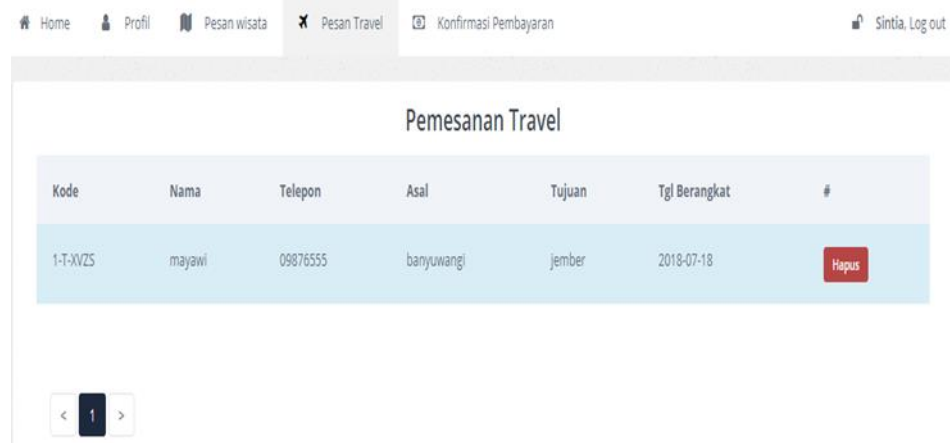 Home Profil Pesan wisata Pesan Travel Konfirmasi Pembayaran Sintia, Log out
Pemesanan Travel
Kode Nama Telepon Asal Tujuan Tgl Berangkat #
1-T-XVZS mayawi 09876555 banyuwangi jember 2018-07-18 Hapus
< 1 >